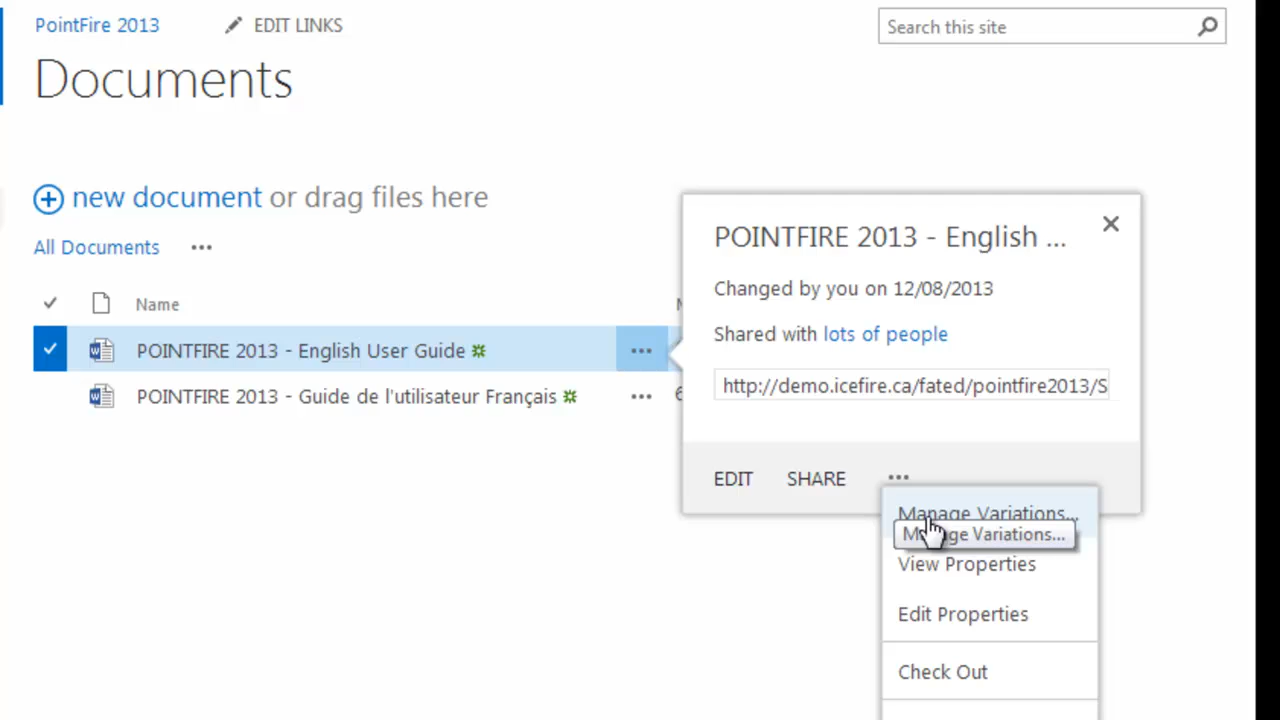 PointFire 2013
EDIT LINKS
Search this site
Documents
new document or drag files here
All Documents
...
Name
POINTFIRE 2013 - English User Guide
...
POINTFIRE 2013 - Guide de l'utilisateur Français
...
POINTFIRE 2013 - English ...
Changed by you on 12/08/2013
Shared with lots of people
http://demo.icefire.ca/fated/pointfire2013/S
EDIT
SHARE
...
Manage Variations...
Manage Variations...
View Properties
Edit Properties
Check Out